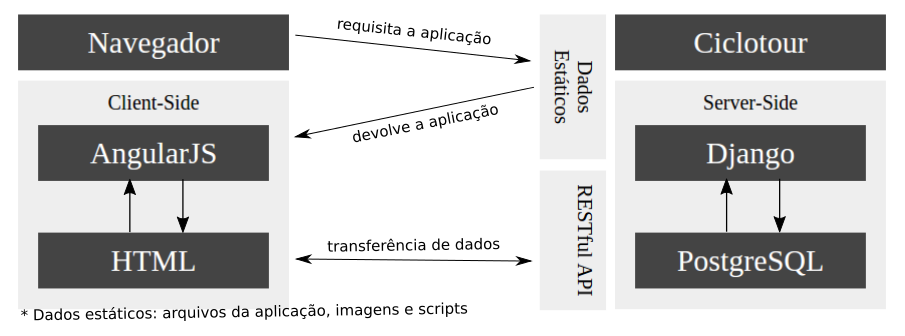 Navegador
requisita a aplicação
Dados
Estáticos
Ciclotour
Client-Side
Server-Side
AngularJS
devolve a aplicação
Django
HTML
transferência de dados
RESTful API
PostgreSQL
* Dados estáticos: arquivos da aplicação, imagens e scripts